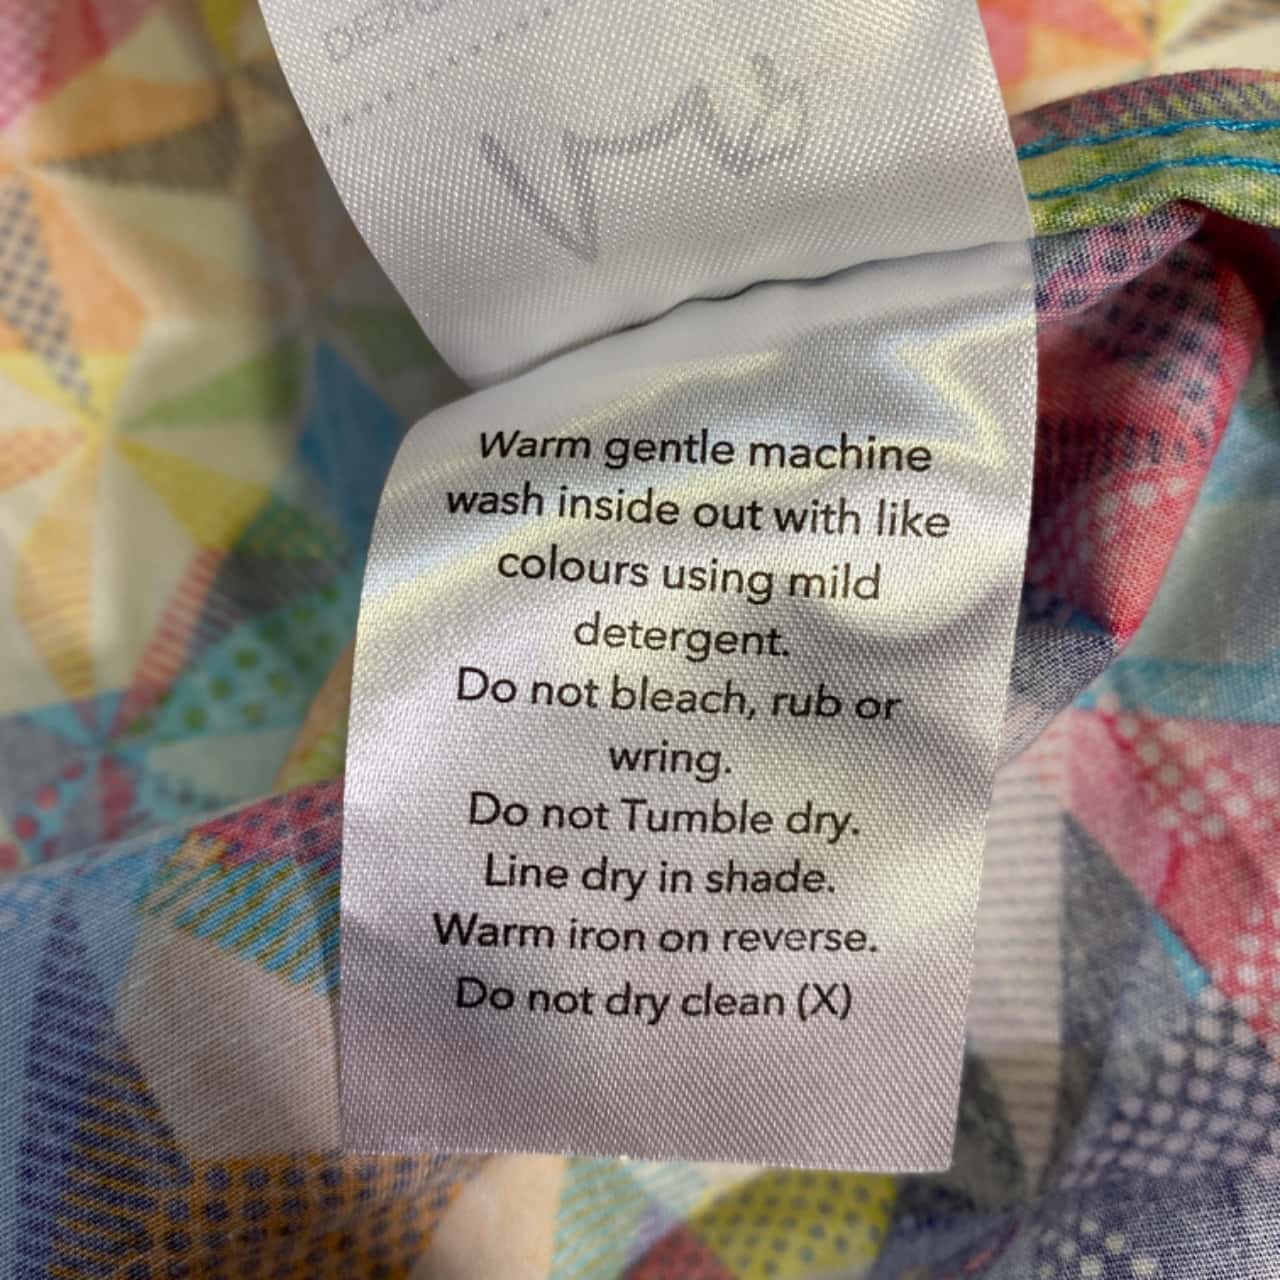 Warm gentle machine
wash inside out with like
colours using mild
detergent.
Do not bleach, rub or
wring.
Do not Tumble dry.
Line dry in shade.
Warm iron on reverse.
Do not dry clean (X)